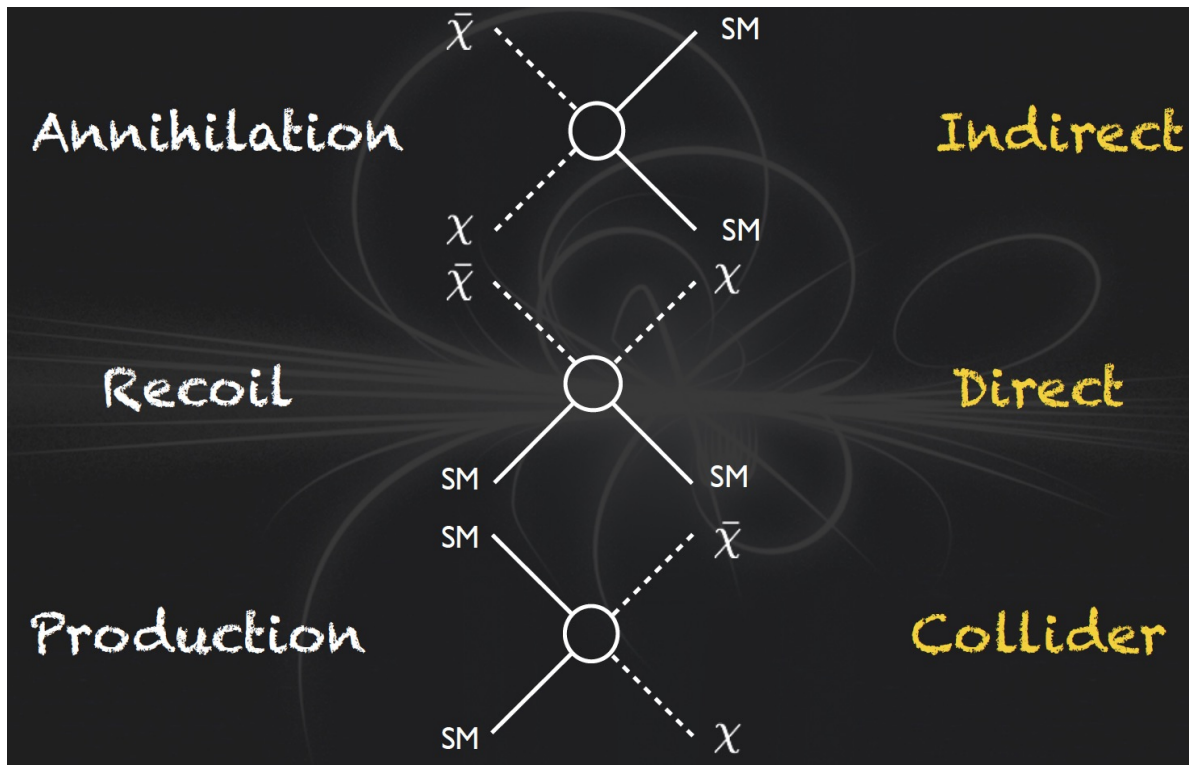 χ̄ SM
Annihilation Indirect
χ SM
χ̄ χ
Recoil Direct
SM SM
SM χ̄
Production Collider
SM χ